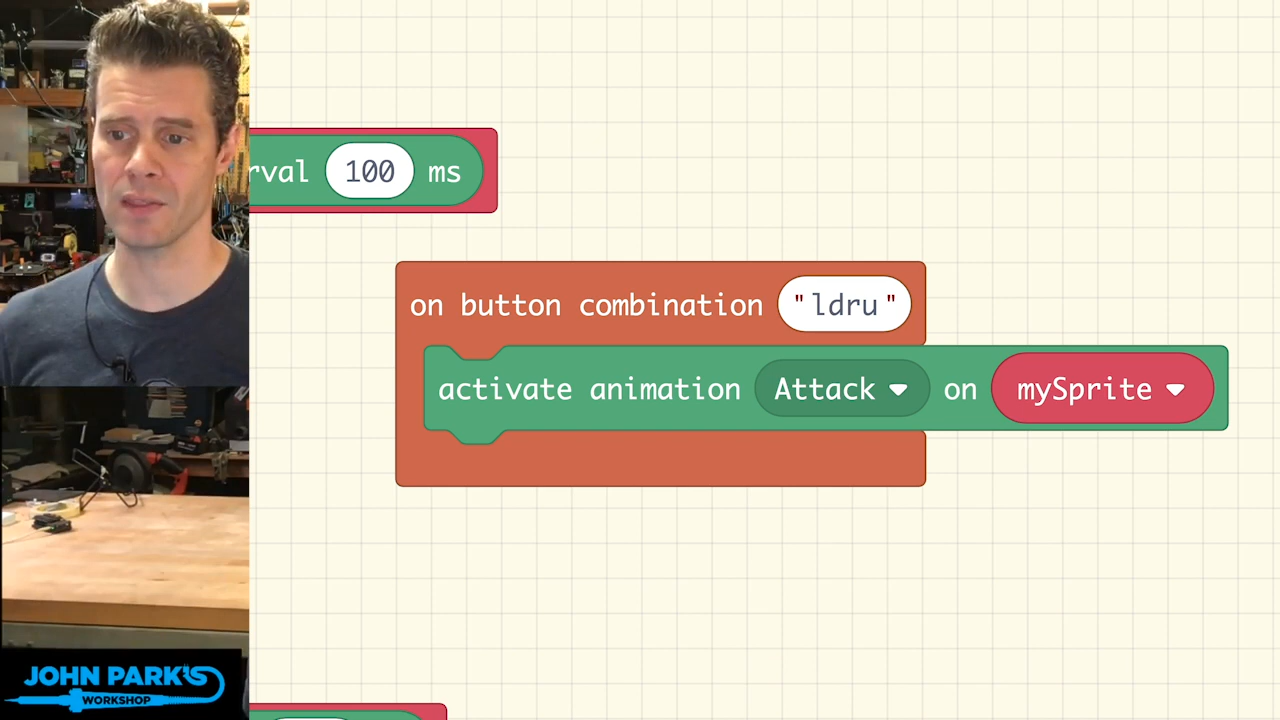 rval 100 ms
on button combination "ldru"
activate animation Attack on mySprite
JOHN PARK'S
WORKSHOP